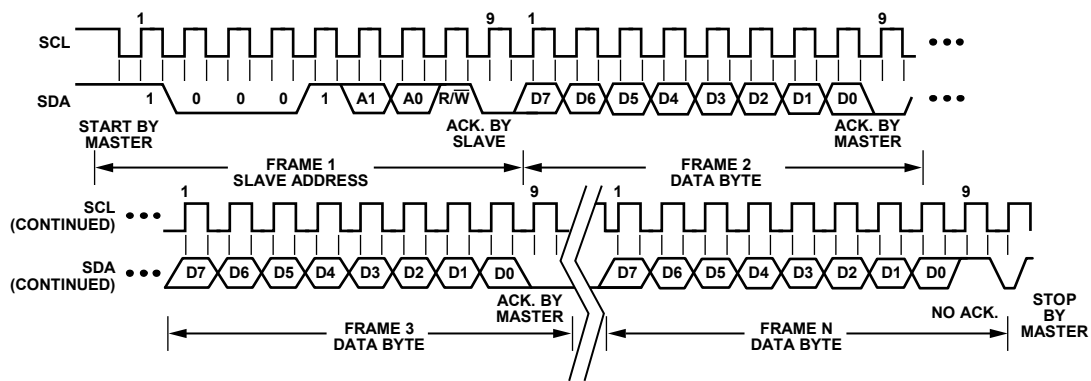 1 9 1 9
SCL
SDA 1 0 0 0 1 A1 A0 R/W̅ D7 D6 D5 D4 D3 D2 D1 D0
START BY MASTER
ACK. BY SLAVE
ACK. BY MASTER
FRAME 1
SLAVE ADDRESS
FRAME 2
DATA BYTE
1 9 1 9
SCL
(CONTINUED)
SDA
(CONTINUED)
D7 D6 D5 D4 D3 D2 D1 D0 D7 D6 D5 D4 D3 D2 D1 D0
ACK. BY MASTER
NO ACK.
STOP BY MASTER
FRAME 3
DATA BYTE
FRAME N
DATA BYTE